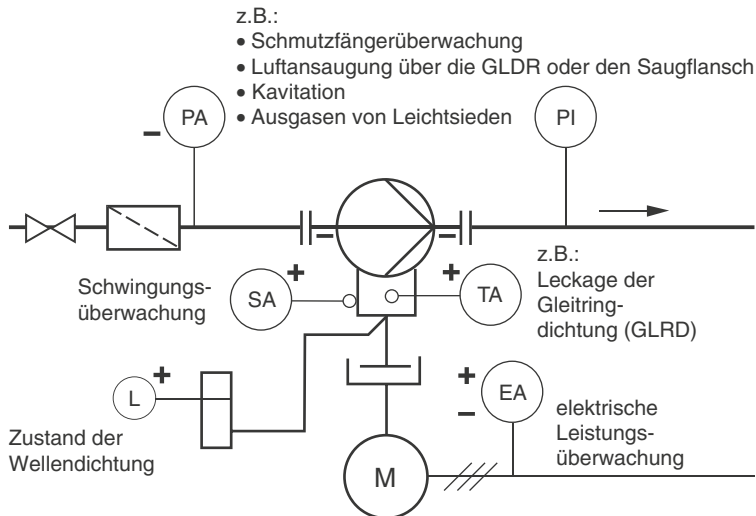 z.B.:
• Schmutzfängerüberwachung
• Luftansaugung über die GLDR oder den Saugflansch
• Kavitation
• Ausgasen von Leichtsieden
PA
–
PI
–
–
z.B.:
Leckage der
Gleitring-
dichtung (GLRD)
Schwingungs-
überwachung
SA
+
+
TA
L
+
Zustand der
Wellendichtung
+
–
EA
elektrische
Leistungs-
überwachung
M